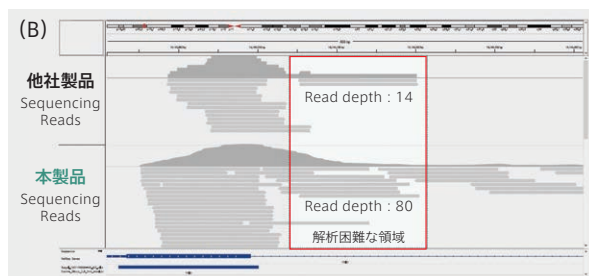 (B)
他社製品
Sequencing
Reads
Read depth : 14
本製品
Sequencing
Reads
Read depth : 80
解析困難な領域